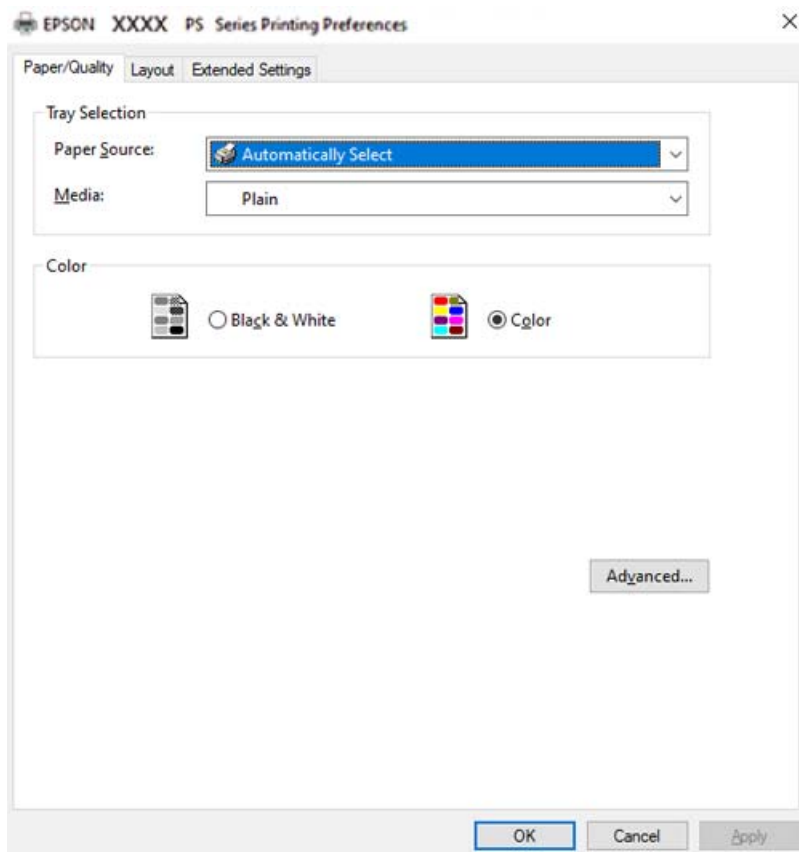 EPSON XXXX PS Series Printing Preferences
Paper/Quality Layout Extended Settings
Tray Selection
Paper Source: Automatically Select
Media: Plain
Color
Black & White Color
Advanced...
OK Cancel Apply